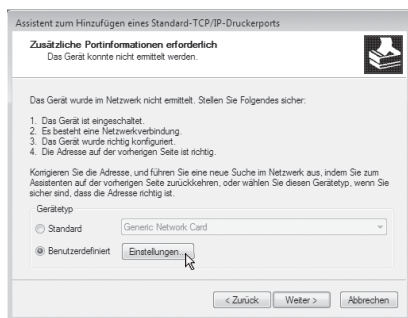 Assistent zum Hinzufügen eines Standard-TCP/IP-Druckerports
Zusätzliche Portinformationen erforderlich
Das Gerät konnte nicht ermittelt werden.
Das Gerät wurde im Netzwerk nicht ermittelt. Stellen Sie Folgendes sicher:
1. Das Gerät ist eingeschaltet.
2. Es besteht eine Netzwerkverbindung.
3. Das Gerät wurde richtig konfiguriert.
4. Die Adresse auf der vorherigen Seite ist richtig.
Korrigieren Sie die Adresse, und führen Sie eine neue Suche im Netzwerk aus, indem Sie zum
Assistenten auf der vorherigen Seite zurückkehren, oder wählen Sie diesen Gerätetyp, wenn Sie
sicher sind, dass die Adresse richtig ist.
Gerätetyp
Standard Generic Network Card
Benutzerdefiniert Einstellungen...
< Zurück Weiter > Abbrechen